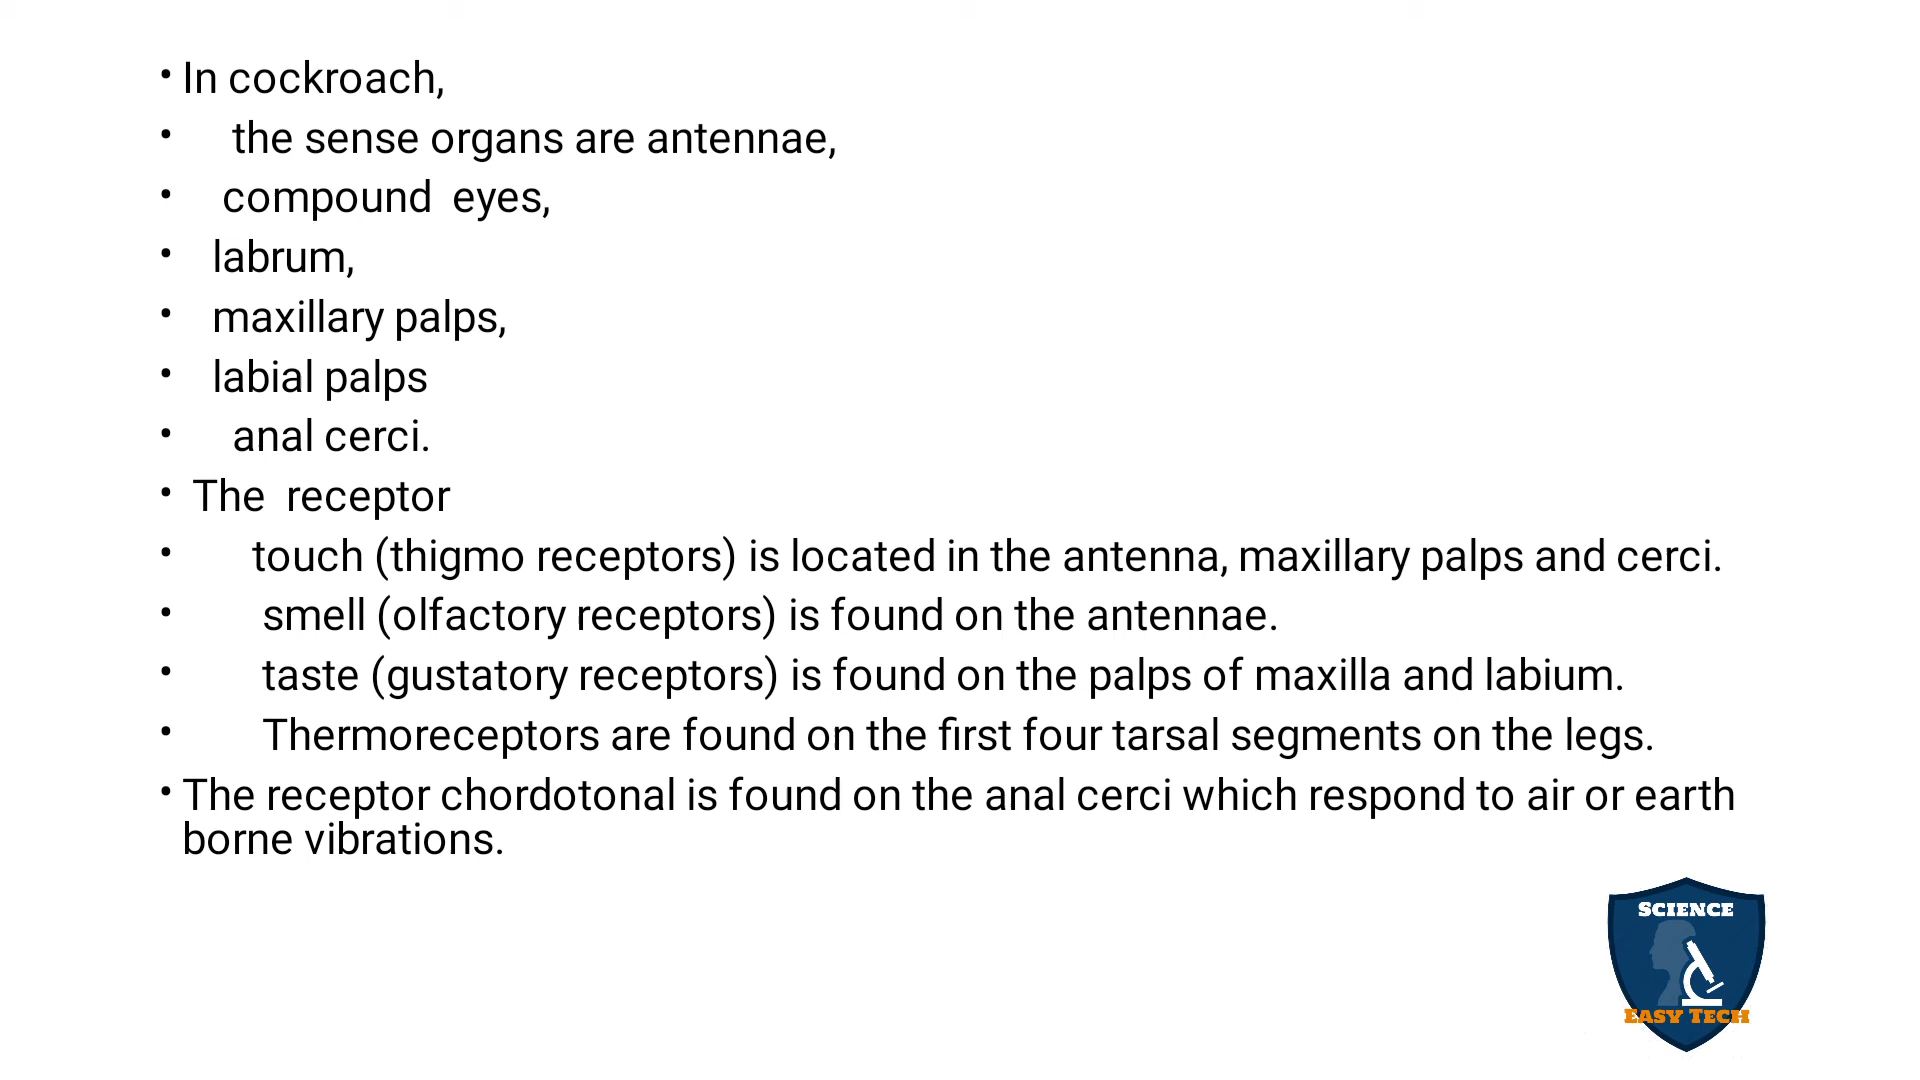 • In cockroach,
• the sense organs are antennae,
• compound eyes,
• labrum,
• maxillary palps,
• labial palps
• anal cerci.
• The receptor
• touch (thigmo receptors) is located in the antenna, maxillary palps and cerci.
• smell (olfactory receptors) is found on the antennae.
• taste (gustatory receptors) is found on the palps of maxilla and labium.
• Thermoreceptors are found on the first four tarsal segments on the legs.
• The receptor chordotonal is found on the anal cerci which respond to air or earth
borne vibrations.
SCIENCE
EASY TECH